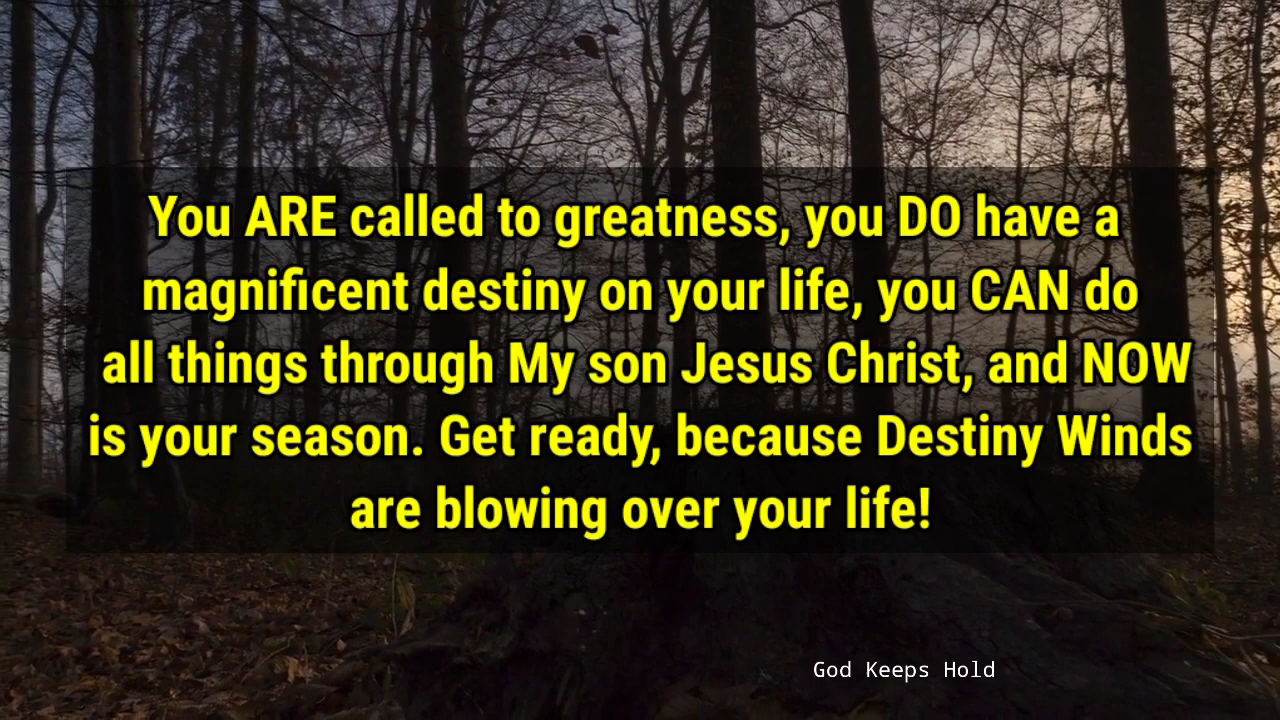 You ARE called to greatness, you DO have a
magnificent destiny on your life, you CAN do
all things through My son Jesus Christ, and NOW
is your season. Get ready, because Destiny Winds
are blowing over your life!
God Keeps Hold